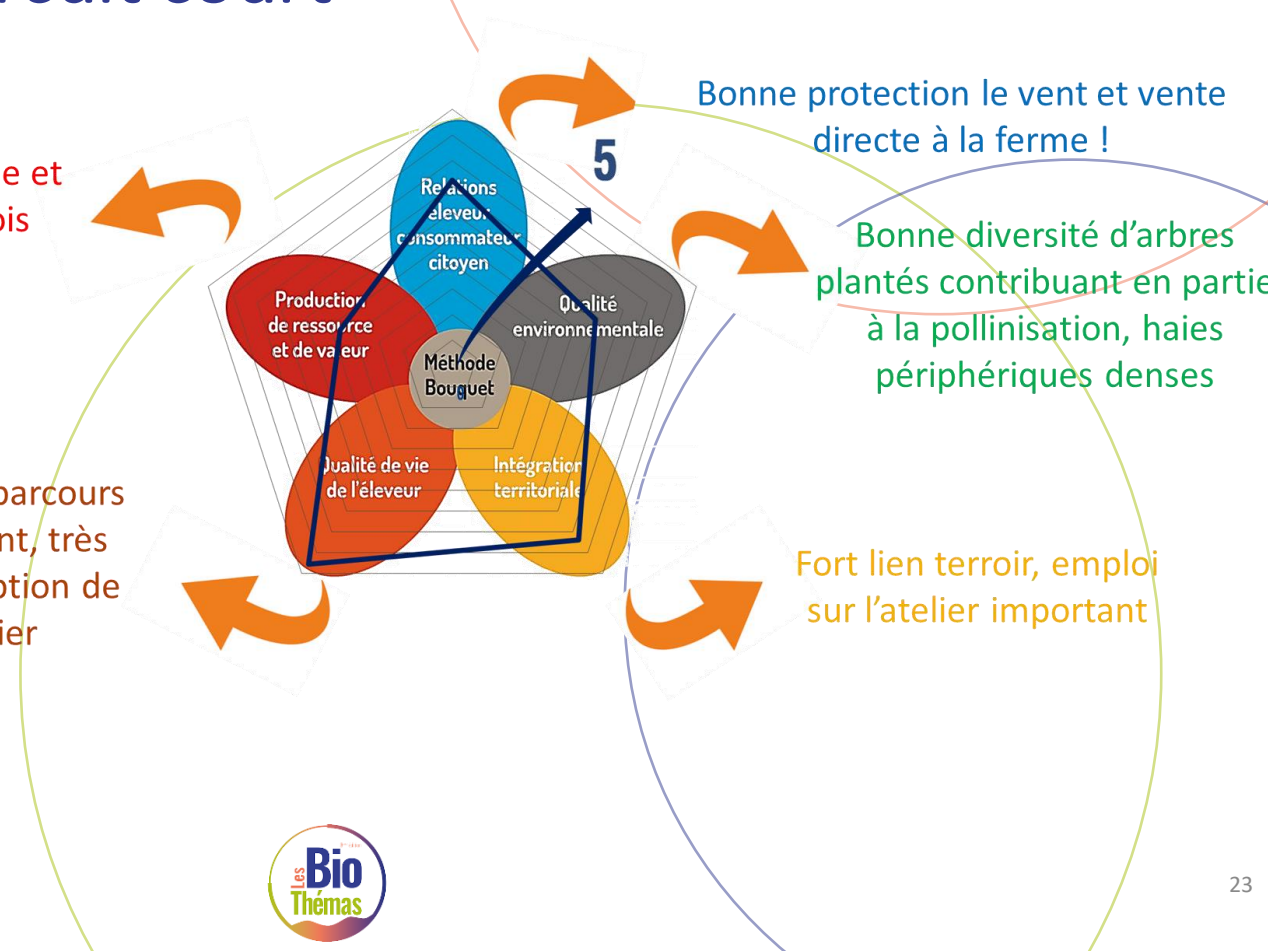 Bonne protection le vent et vente
directe à la ferme !
5
e et
ois
Relations
éleveur
consommateur
citoyen
Bonne diversité d'arbres
plantés contribuant en partie
à la pollinisation, haies
périphériques denses
Production
de ressource
et de valeur
Qualité
environnementale
Méthode
Bouquet
Qualité de vie
de l'éleveur
Intégration
territoriale
parcours
nt, très
ption de
ier
Fort lien terroir, emploi
sur l'atelier important
Les
Bio
Thémas
23